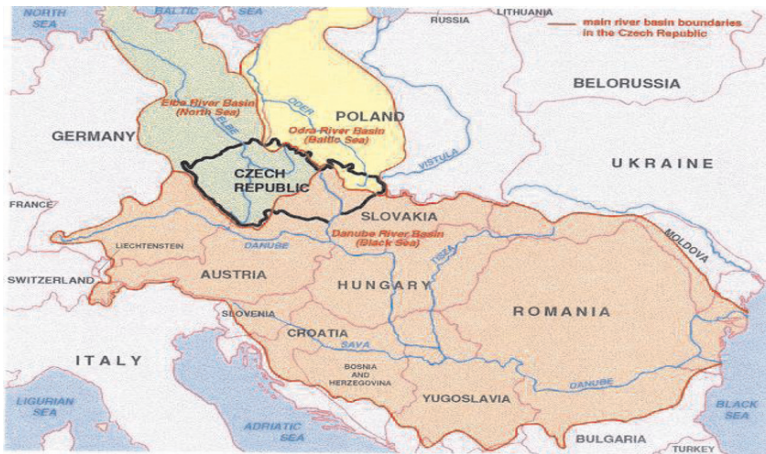 NORTH
SEA
BALTIC
SEA
RUSSIA
LITHUANIA
main river basin boundaries
in the Czech Republic
BELORUSSIA
Elba River Basin
(North Sea)
ELBE
ODER
POLAND
Odra River Basin
(Baltic Sea)
GERMANY
VISTULA
UKRAINE
CZECH
REPUBLIC
FRANCE
SLOVAKIA
Danube River Basin
(Black Sea)
MOLDOVA
LIECHTENSTEIN
DANUBE
TISZA
SWITZERLAND
AUSTRIA
HUNGARY
ROMANIA
SLOVENIA
CROATIA
SAVA
ITALY
BOSNIA
AND
HERZEGOVINA
DANUBE
YUGOSLAVIA
LIGURIAN
SEA
BLACK
SEA
ADRIATIC
SEA
BULGARIA
TURKEY